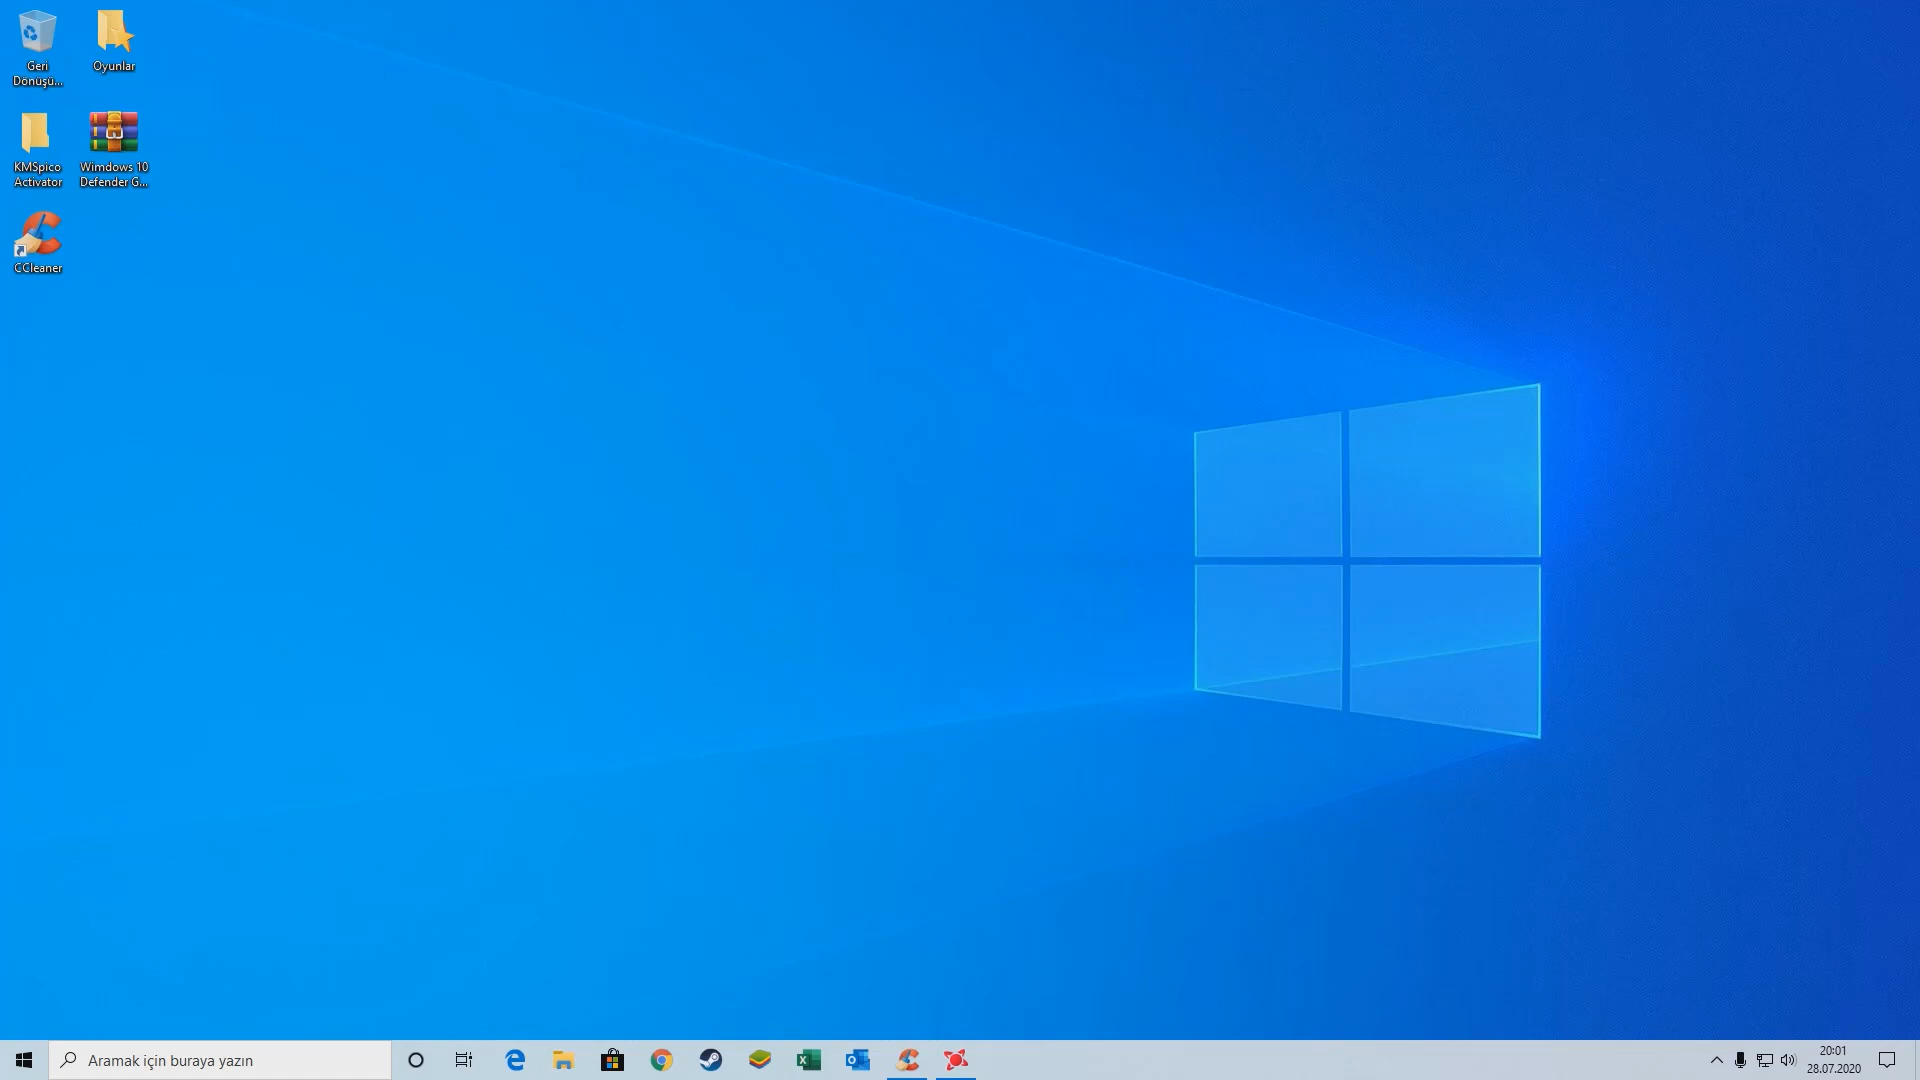 Geri
Dönüşü...
Oyunlar
KMSpico
Activator
Wimdows 10
Defender G...
CCleaner
Aramak için buraya yazın
20:01
28.07.2020